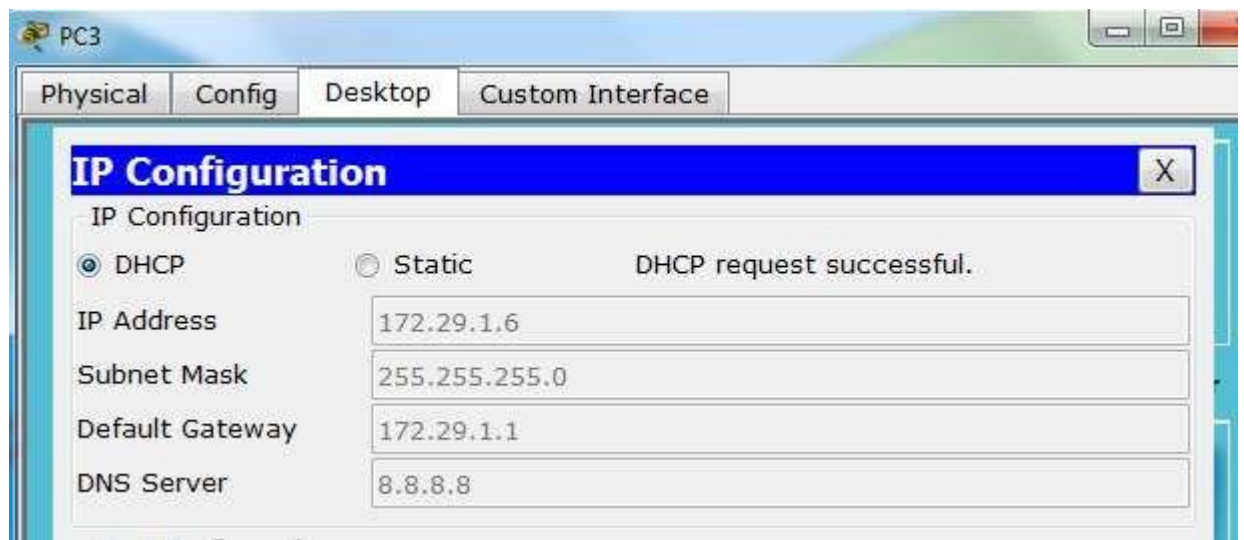 PC3
Physical Config Desktop Custom Interface
IP Configuration X
IP Configuration
DHCP Static DHCP request successful.
IP Address 172.29.1.6
Subnet Mask 255.255.255.0
Default Gateway 172.29.1.1
DNS Server 8.8.8.8